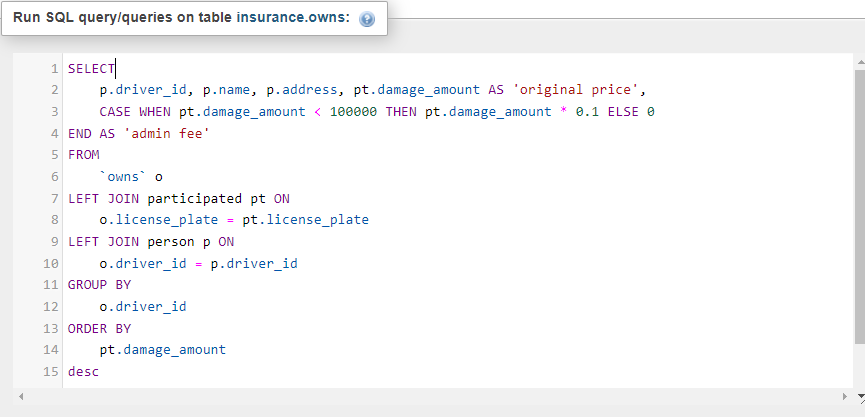 Run SQL query/queries on table insurance.owns:
1 SELECT
2 p.driver_id, p.name, p.address, pt.damage_amount AS 'original price',
3 CASE WHEN pt.damage_amount < 100000 THEN pt.damage_amount * 0.1 ELSE 0
4 END AS 'admin fee'
5 FROM
6 `owns` o
7 LEFT JOIN participated pt ON
8 o.license_plate = pt.license_plate
9 LEFT JOIN person p ON
10 o.driver_id = p.driver_id
11 GROUP BY
12 o.driver_id
13 ORDER BY
14 pt.damage_amount
15 desc